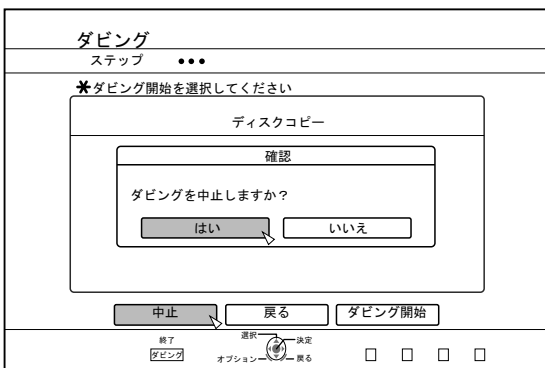 ダビング
ステップ ●●●
✱ダビング開始を選択してください
ディスクコピー
確認
ダビングを中止しますか？
はい いいえ
中止 戻る ダビング開始
終了 選択 決定
ダビング オプション 戻る